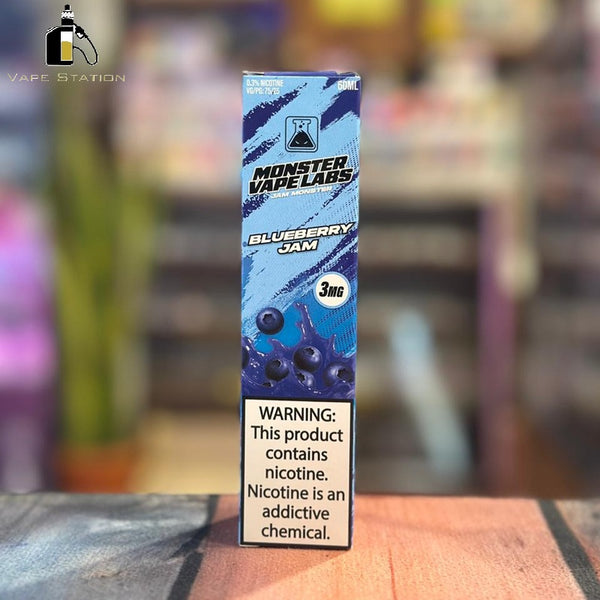 VAPE STATION
0.3% NICOTINE
VG/PG: 75/25
60ML
MONSTER
VAPE LABS
JAM MONSTER
BLUEBERRY
JAM
3MG
WARNING:
This product
contains
nicotine.
Nicotine is an
addictive
chemical.